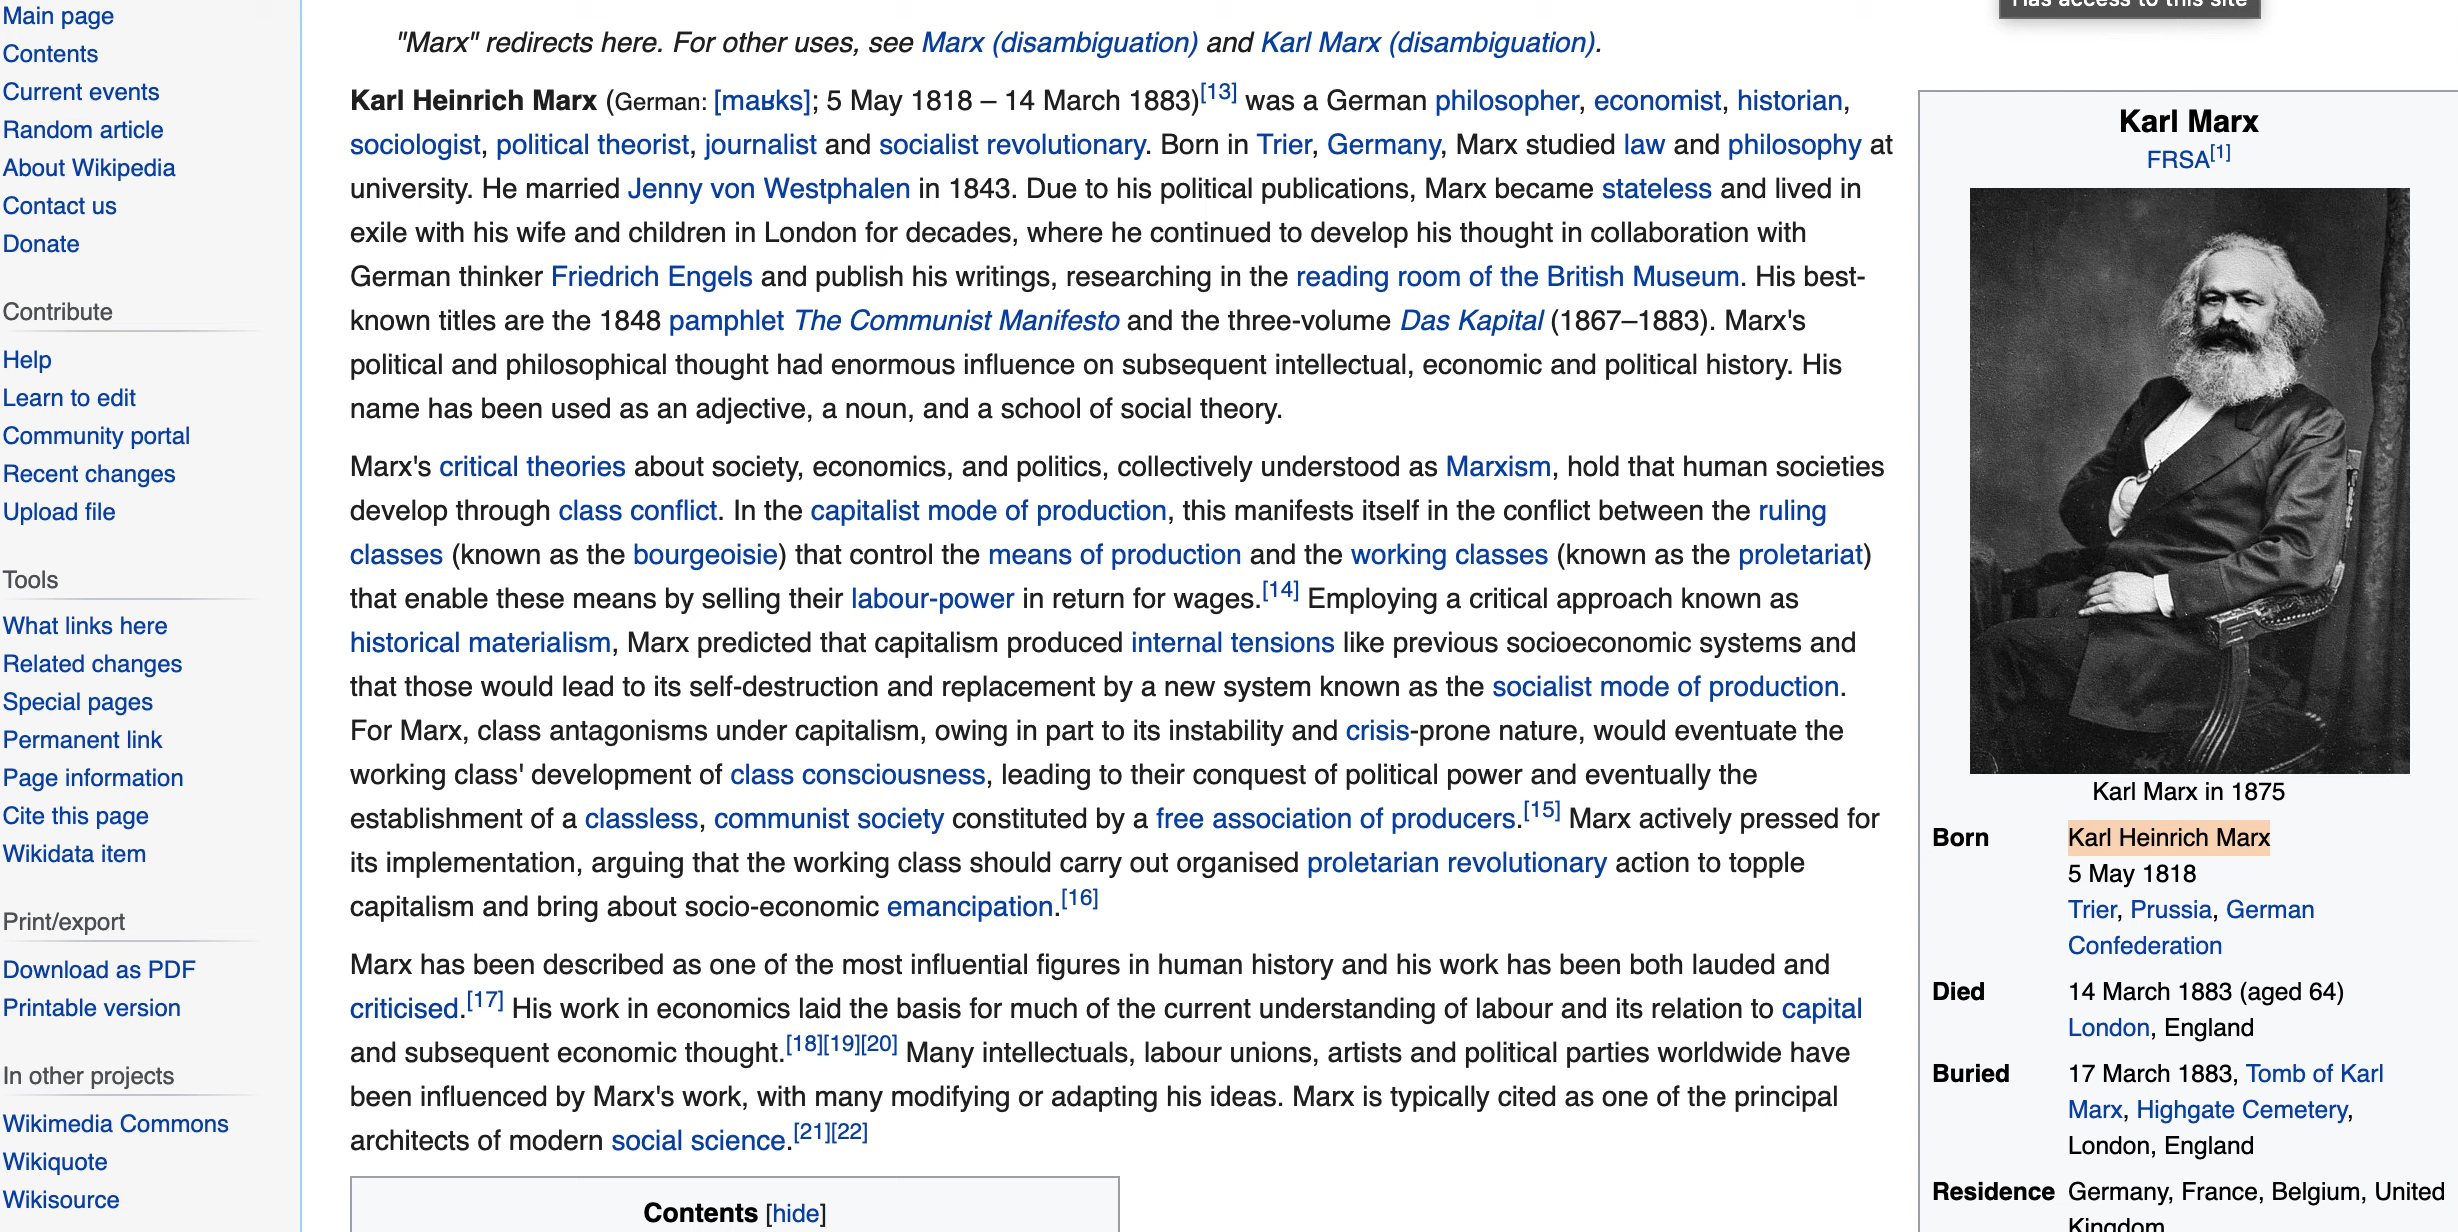 Main page
Contents
Current events
Random article
About Wikipedia
Contact us
Donate
Contribute
Help
Learn to edit
Community portal
Recent changes
Upload file
Tools
What links here
Related changes
Special pages
Permanent link
Page information
Cite this page
Wikidata item
Print/export
Download as PDF
Printable version
In other projects
Wikimedia Commons
Wikiquote
Wikisource
Has access to this site
"Marx" redirects here. For other uses, see Marx (disambiguation) and Karl Marx (disambiguation).
Karl Heinrich Marx (German: [maʁks]; 5 May 1818 – 14 March 1883)[13] was a German philosopher, economist, historian,
sociologist, political theorist, journalist and socialist revolutionary. Born in Trier, Germany, Marx studied law and philosophy at
university. He married Jenny von Westphalen in 1843. Due to his political publications, Marx became stateless and lived in
exile with his wife and children in London for decades, where he continued to develop his thought in collaboration with
German thinker Friedrich Engels and publish his writings, researching in the reading room of the British Museum. His best-
known titles are the 1848 pamphlet The Communist Manifesto and the three-volume Das Kapital (1867–1883). Marx's
political and philosophical thought had enormous influence on subsequent intellectual, economic and political history. His
name has been used as an adjective, a noun, and a school of social theory.
Marx's critical theories about society, economics, and politics, collectively understood as Marxism, hold that human societies
develop through class conflict. In the capitalist mode of production, this manifests itself in the conflict between the ruling
classes (known as the bourgeoisie) that control the means of production and the working classes (known as the proletariat)
that enable these means by selling their labour-power in return for wages.[14] Employing a critical approach known as
historical materialism, Marx predicted that capitalism produced internal tensions like previous socioeconomic systems and
that those would lead to its self-destruction and replacement by a new system known as the socialist mode of production.
For Marx, class antagonisms under capitalism, owing in part to its instability and crisis-prone nature, would eventuate the
working class' development of class consciousness, leading to their conquest of political power and eventually the
establishment of a classless, communist society constituted by a free association of producers.[15] Marx actively pressed for
its implementation, arguing that the working class should carry out organised proletarian revolutionary action to topple
capitalism and bring about socio-economic emancipation.[16]
Marx has been described as one of the most influential figures in human history and his work has been both lauded and
criticised.[17] His work in economics laid the basis for much of the current understanding of labour and its relation to capital
and subsequent economic thought.[18][19][20] Many intellectuals, labour unions, artists and political parties worldwide have
been influenced by Marx's work, with many modifying or adapting his ideas. Marx is typically cited as one of the principal
architects of modern social science.[21][22]
Contents [hide]
Karl Marx
FRSA[1]
Karl Marx in 1875
Born Karl Heinrich Marx
5 May 1818
Trier, Prussia, German
Confederation
Died 14 March 1883 (aged 64)
London, England
Buried 17 March 1883, Tomb of Karl
Marx, Highgate Cemetery,
London, England
Residence Germany, France, Belgium, United
Kingdom